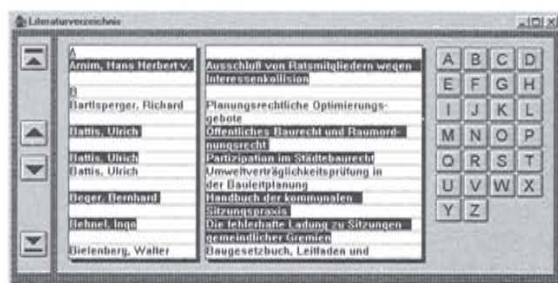 Literaturverzeichnis
A
Arnim, Hans Herbert v. Ausschluß von Ratsmitgliedern wegen
Interessenkollision
B
Bartlsperger, Richard Planungsrechtliche Optimierungs-
gebote
Battis, Ulrich Öffentliches Baurecht und Raumord-
nungsrecht
Battis, Ulrich Partizipation im Städtebaurecht
Battis, Ulrich Umweltverträglichkeitsprüfung in
der Bauleitplanung
Beger, Bernhard Handbuch der kommunalen
Sitzungspraxis
Behnel, Ingo Die fehlerhafte Ladung zu Sitzungen
gemeindlicher Gremien
Bielenberg, Walter Baugesetzbuch, Leitfaden und
A B C D
E F G H
I J K L
M N O P
Q R S T
U V W X
Y Z